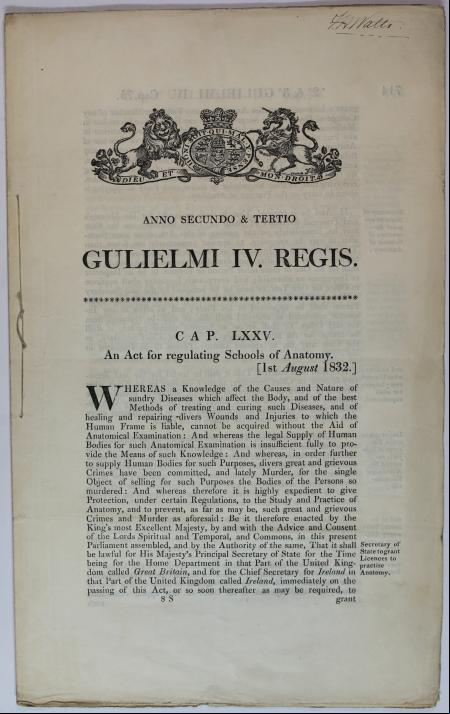 DIEU ET MON DROIT
ANNO SECUNDO & TERTIO
GULIELMI IV. REGIS.
CAP. LXXV.
An Act for regulating Schools of Anatomy.
[1st August 1832.]
WHEREAS a Knowledge of the Causes and Nature of
sundry Diseases which affect the Body, and of the best
Methods of treating and curing such Diseases, and of
healing and repairing divers Wounds and Injuries to which the
Human Frame is liable, cannot be acquired without the Aid of
Anatomical Examination: And whereas the legal Supply of Human
Bodies for such Anatomical Examination is insufficient fully to pro-
vide the Means of such Knowledge: And whereas, in order further
to supply Human Bodies for such Purposes, divers great and grievous
Crimes have been committed, and lately Murder, for the single
Object of selling for such Purposes the Bodies of the Persons so
murdered: And whereas therefore it is highly expedient to give
Protection, under certain Regulations, to the Study and Practice of
Anatomy, and to prevent, as far as may be, such great and grievous
Crimes and Murder as aforesaid: Be it therefore enacted by the
King's most Excellent Majesty, by and with the Advice and Consent
of the Lords Spiritual and Temporal, and Commons, in this present
Parliament assembled, and by the Authority of the same, That it shall
be lawful for His Majesty's Principal Secretary of State for the Time
being for the Home Department in that Part of the United King-
dom called Great Britain, and for the Chief Secretary for Ireland in
that Part of the United Kingdom called Ireland, immediately on the
passing of this Act, or so soon thereafter as may be required, to
8 S
grant
Secretary of
State to grant
Licences to
practise
Anatomy.